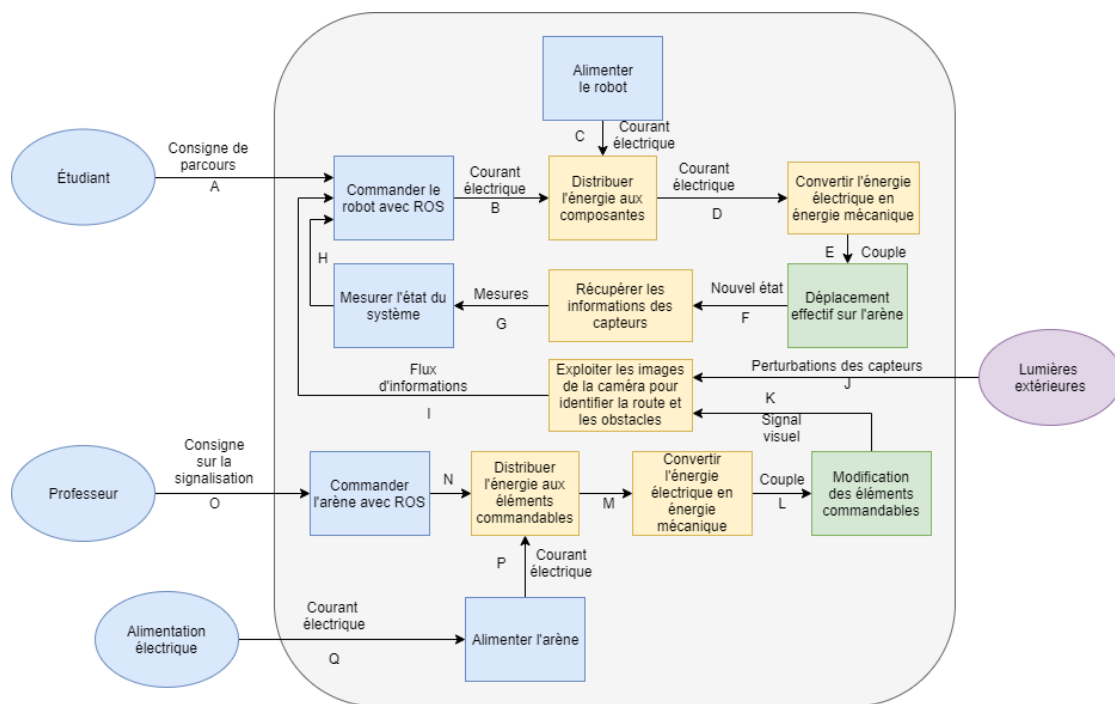 Alimenter
le robot
C
Courant
électrique
Étudiant
Consigne de
parcours
A
Commander le
robot avec ROS
Courant
électrique
B
Distribuer
l'énergie aux
composantes
Courant
électrique
D
Convertir l'énergie
électrique en
énergie mécanique
E
Couple
H
Mesurer l'état du
système
Mesures
G
Récupérer les
informations des
capteurs
Nouvel état
F
Déplacement
effectif sur l'arène
Flux
d'informations
I
Exploiter les images
de la caméra pour
identifier la route et
les obstacles
Perturbations des capteurs
J
K
Signal
visuel
Lumières
extérieures
Professeur
Consigne
sur la
signalisation
O
Commander
l'arène avec ROS
N
Distribuer
l'énergie aux
éléments
commandables
M
Convertir
l'énergie
électrique en
énergie
mécanique
Couple
L
Modification
des éléments
commandables
P
Courant
électrique
Alimentation
électrique
Courant
électrique
Q
Alimenter l'arène